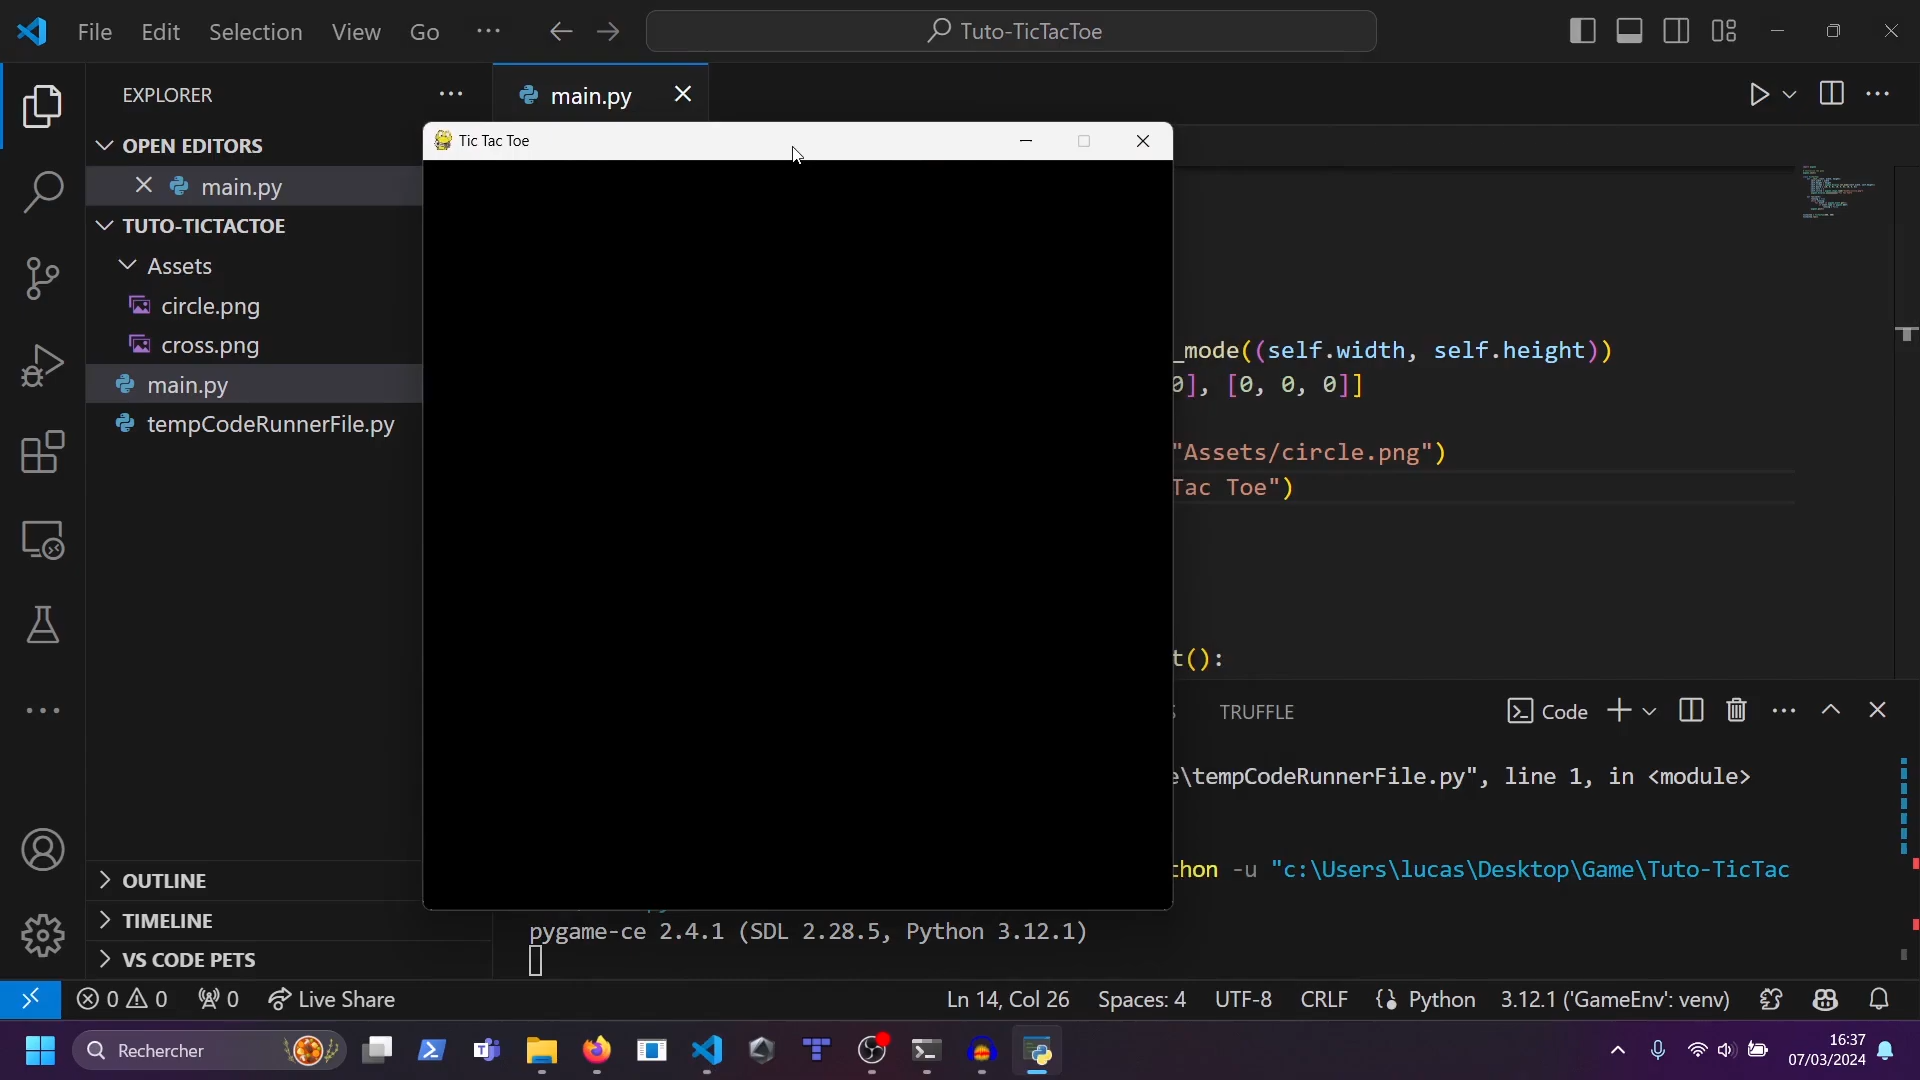 File Edit Selection View Go ··· Tuto-TicTacToe
EXPLORER
main.py
OPEN EDITORS
main.py
TUTO-TICTACTOE
Assets
circle.png
cross.png
main.py
tempCodeRunnerFile.py
OUTLINE
TIMELINE
VS CODE PETS
Tic Tac Toe
_mode((self.width, self.height))
0], [0, 0, 0]]
"Assets/circle.png")
Tac Toe")
t():
TRUFFLE
Code
e\tempCodeRunnerFile.py", line 1, in <module>
thon -u "c:\Users\lucas\Desktop\Game\Tuto-TicTac
pygame-ce 2.4.1 (SDL 2.28.5, Python 3.12.1)
0 0 0 Live Share Ln 14, Col 26 Spaces: 4 UTF-8 CRLF Python 3.12.1 ('GameEnv': venv)
Rechercher
16:37
07/03/2024